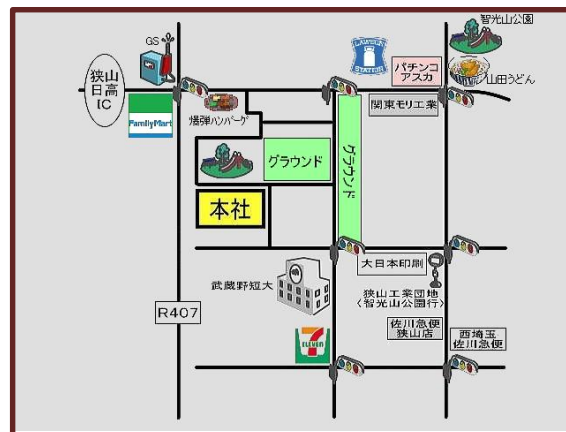 智光山公園
GS
LAWSON
STATION
パチンコ
アスカ
山田うどん
狭山
日高
IC
FamilyMart
爆弾ハンバーグ
関東モリ工業
グラウンド
グラウンド
本社
大日本印刷
武蔵野短大
狭山工業団地
〈智光山公園行〉
R407
佐川急便
狭山店
西埼玉
佐川急便
7
ELEVEN